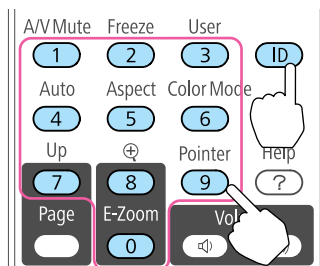 A/V Mute Freeze User
1 2 3 ID
Auto Aspect Color Mode
4 5 6
Up Pointer Help
7 8 9 ?
Page E-Zoom Vol
0